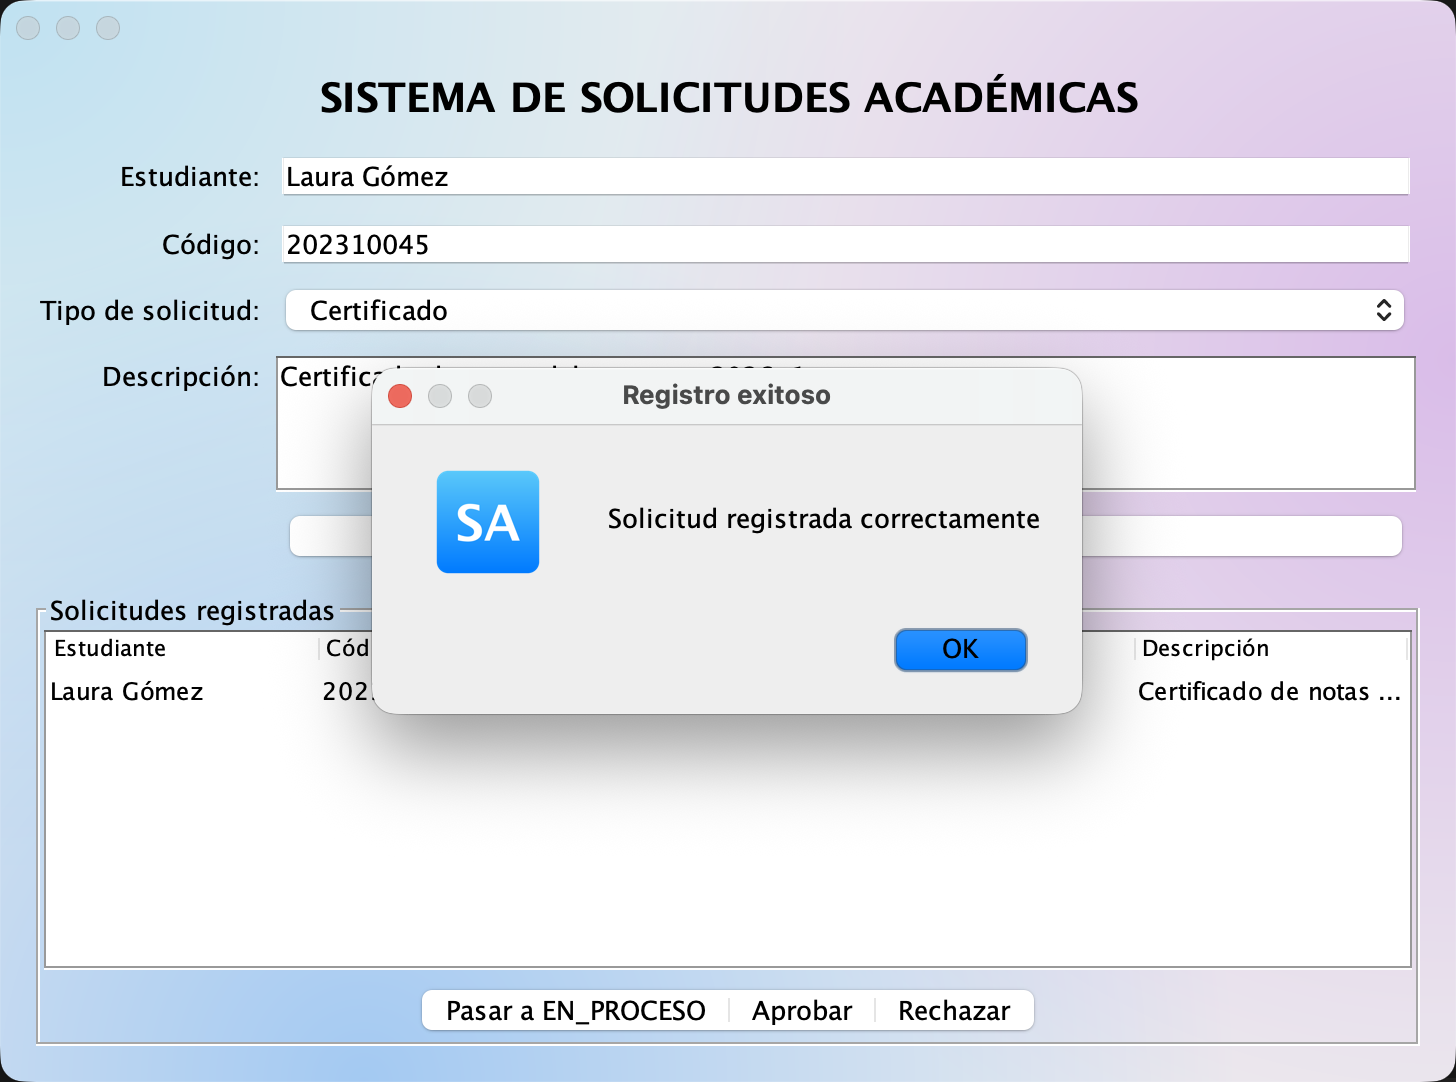 SISTEMA DE SOLICITUDES ACADÉMICAS
Estudiante: Laura Gómez
Código: 202310045
Tipo de solicitud: Certificado
Descripción:
Registro exitoso
SA
Solicitud registrada correctamente
OK
Solicitudes registradas
Estudiante Descripción
Laura Gómez Certificado de notas ...
Pasar a EN_PROCESO Aprobar Rechazar